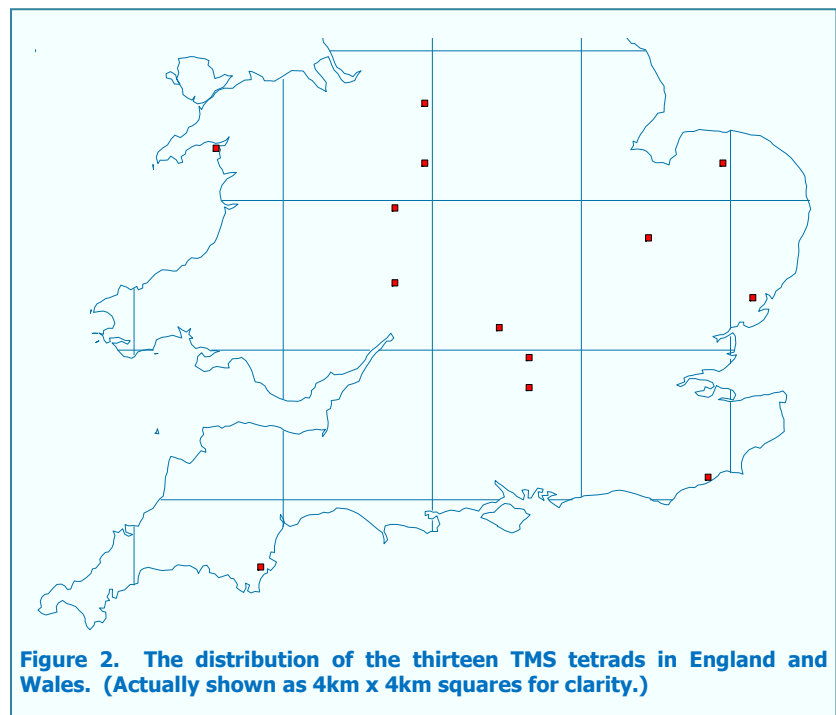 Figure 2. The distribution of the thirteen TMS tetrads in England and
Wales. (Actually shown as 4km x 4km squares for clarity.)